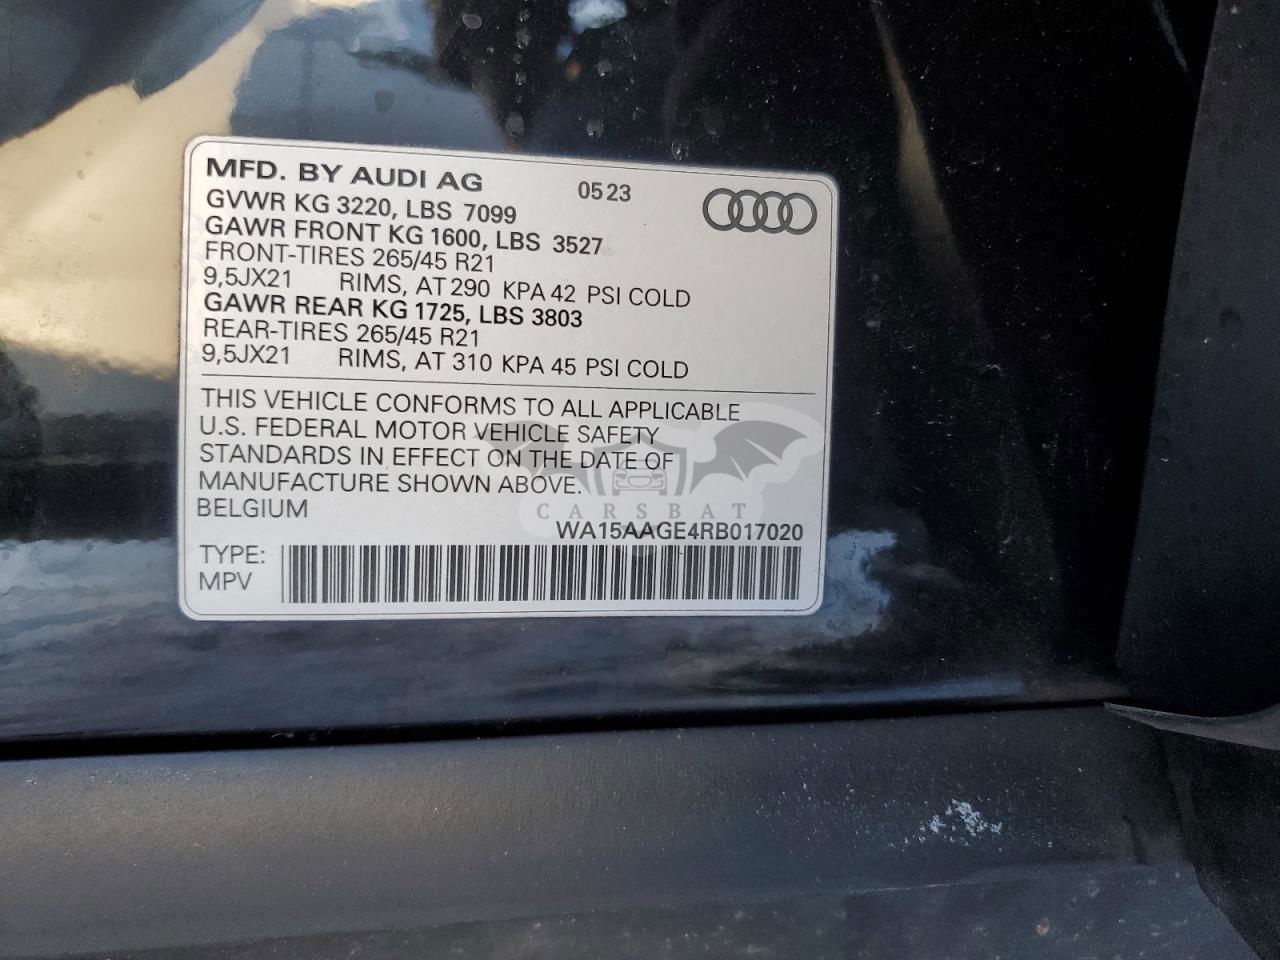 MFD. BY AUDI AG 0523
GVWR KG 3220, LBS 7099
GAWR FRONT KG 1600, LBS 3527
FRONT-TIRES 265/45 R21
9,5JX21 RIMS, AT 290 KPA 42 PSI COLD
GAWR REAR KG 1725, LBS 3803
REAR-TIRES 265/45 R21
9,5JX21 RIMS, AT 310 KPA 45 PSI COLD
THIS VEHICLE CONFORMS TO ALL APPLICABLE
U.S. FEDERAL MOTOR VEHICLE SAFETY
STANDARDS IN EFFECT ON THE DATE OF
MANUFACTURE SHOWN ABOVE.
BELGIUM
CARSBAT
WA15AAGE4RB017020
TYPE:
MPV